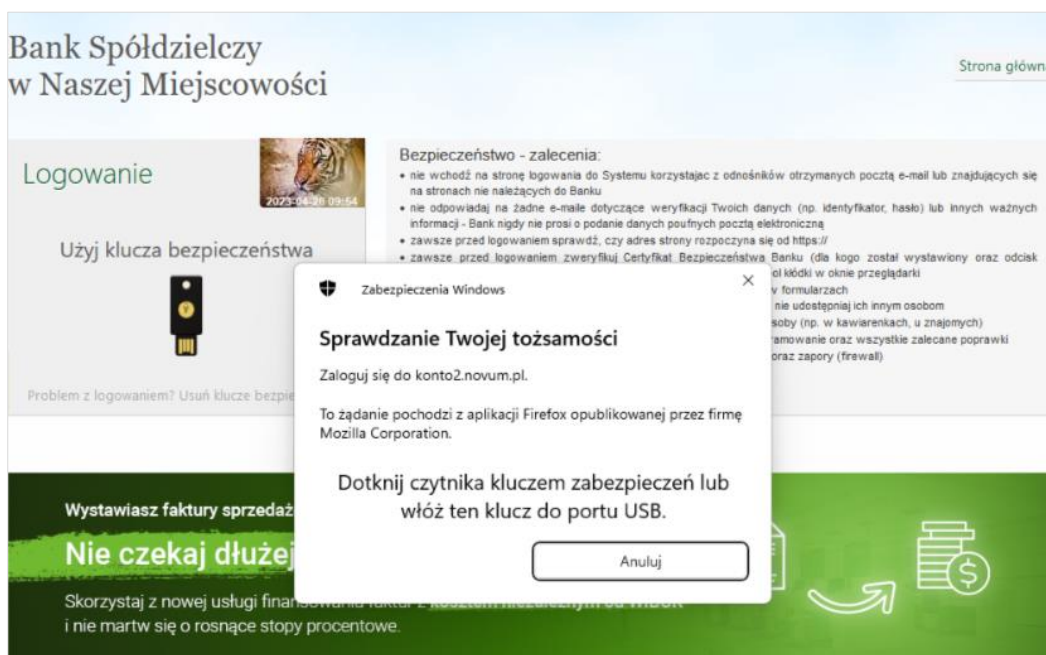 Bank Spółdzielczy
w Naszej Miejscowości
Strona główn
Logowanie
2023-04-26 09:54
Użyj klucza bezpieczeństwa
Problem z logowaniem? Usuń klucze bezpie
Bezpieczeństwo - zalecenia:
• nie wchodź na stronę logowania do Systemu korzystajac z odnośników otrzymanych pocztą e-mail lub znajdujących się
na stronach nie należących do Banku
• nie odpowiadaj na żadne e-maile dotyczące weryfikacji Twoich danych (np. identyfikator, hasło) lub innych ważnych
informacji - Bank nigdy nie prosi o podanie danych poufnych pocztą elektroniczną
• zawsze przed logowaniem sprawdź, czy adres strony rozpoczyna się od https://
• zawsze przed logowaniem zweryfikuj Certyfikat Bezpieczeństwa Banku (dla kogo został wystawiony oraz odcisk
ol kłódki w oknie przeglądarki
v formularzach
nie udostępniaj ich innym osobom
soby (np. w kawiarenkach, u znajomych)
ramowanie oraz wszystkie zalecane poprawki
oraz zapory (firewall)
Zabezpieczenia Windows
Sprawdzanie Twojej tożsamości
Zaloguj się do konto2.novum.pl.
To żądanie pochodzi z aplikacji Firefox opublikowanej przez firmę
Mozilla Corporation.
Dotknij czytnika kluczem zabezpieczeń lub
włóż ten klucz do portu USB.
Anuluj
Wystawiasz faktury sprzedaż
Nie czekaj dłużej
Skorzystaj z nowej usługi finansowania faktur z kosztem niezależnym od WIBOR
i nie martw się o rosnące stopy procentowe.